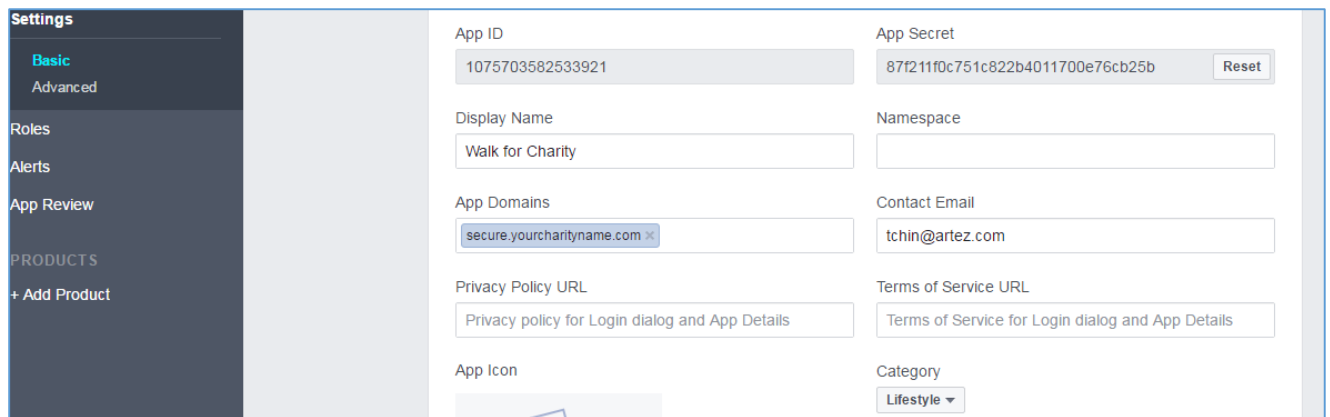 Settings
Basic
Advanced
Roles
Alerts
App Review
PRODUCTS
+ Add Product
App ID
1075703582533921
App Secret
87f211f0c751c822b4011700e76cb25b
Reset
Display Name
Walk for Charity
Namespace
App Domains
secure.yourcharityname.com ×
Contact Email
tchin@artez.com
Privacy Policy URL
Privacy policy for Login dialog and App Details
Terms of Service URL
Terms of Service for Login dialog and App Details
App Icon
Category
Lifestyle